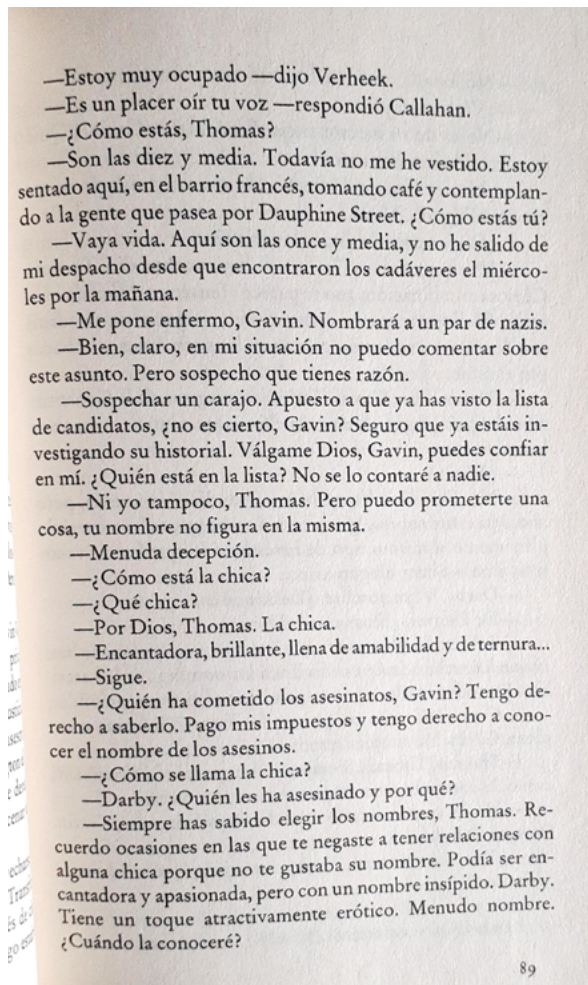 —Estoy muy ocupado —dijo Verheek.
—Es un placer oír tu voz —respondió Callahan.
—¿Cómo estás, Thomas?
—Son las diez y media. Todavía no me he vestido. Estoy
sentado aquí, en el barrio francés, tomando café y contemplan-
do a la gente que pasea por Dauphine Street. ¿Cómo estás tú?
—Vaya vida. Aquí son las once y media, y no he salido de
mi despacho desde que encontraron los cadáveres el miérco-
les por la mañana.
—Me pone enfermo, Gavin. Nombrará a un par de nazis.
—Bien, claro, en mi situación no puedo comentar sobre
este asunto. Pero sospecho que tienes razón.
—Sospechar un carajo. Apuesto a que ya has visto la lista
de candidatos, ¿no es cierto, Gavin? Seguro que ya estáis in-
vestigando su historial. Válgame Dios, Gavin, puedes confiar
en mí. ¿Quién está en la lista? No se lo contaré a nadie.
—Ni yo tampoco, Thomas. Pero puedo prometerte una
cosa, tu nombre no figura en la misma.
—Menuda decepción.
—¿Cómo está la chica?
—¿Qué chica?
—Por Dios, Thomas. La chica.
—Encantadora, brillante, llena de amabilidad y de ternura...
—Sigue.
—¿Quién ha cometido los asesinatos, Gavin? Tengo de-
recho a saberlo. Pago mis impuestos y tengo derecho a cono-
cer el nombre de los asesinos.
—¿Cómo se llama la chica?
—Darby. ¿Quién les ha asesinado y por qué?
—Siempre has sabido elegir los nombres, Thomas. Re-
cuerdo ocasiones en las que te negaste a tener relaciones con
alguna chica porque no te gustaba su nombre. Podía ser en-
cantadora y apasionada, pero con un nombre insípido. Darby.
Tiene un toque atractivamente erótico. Menudo nombre.
¿Cuándo la conoceré?
89